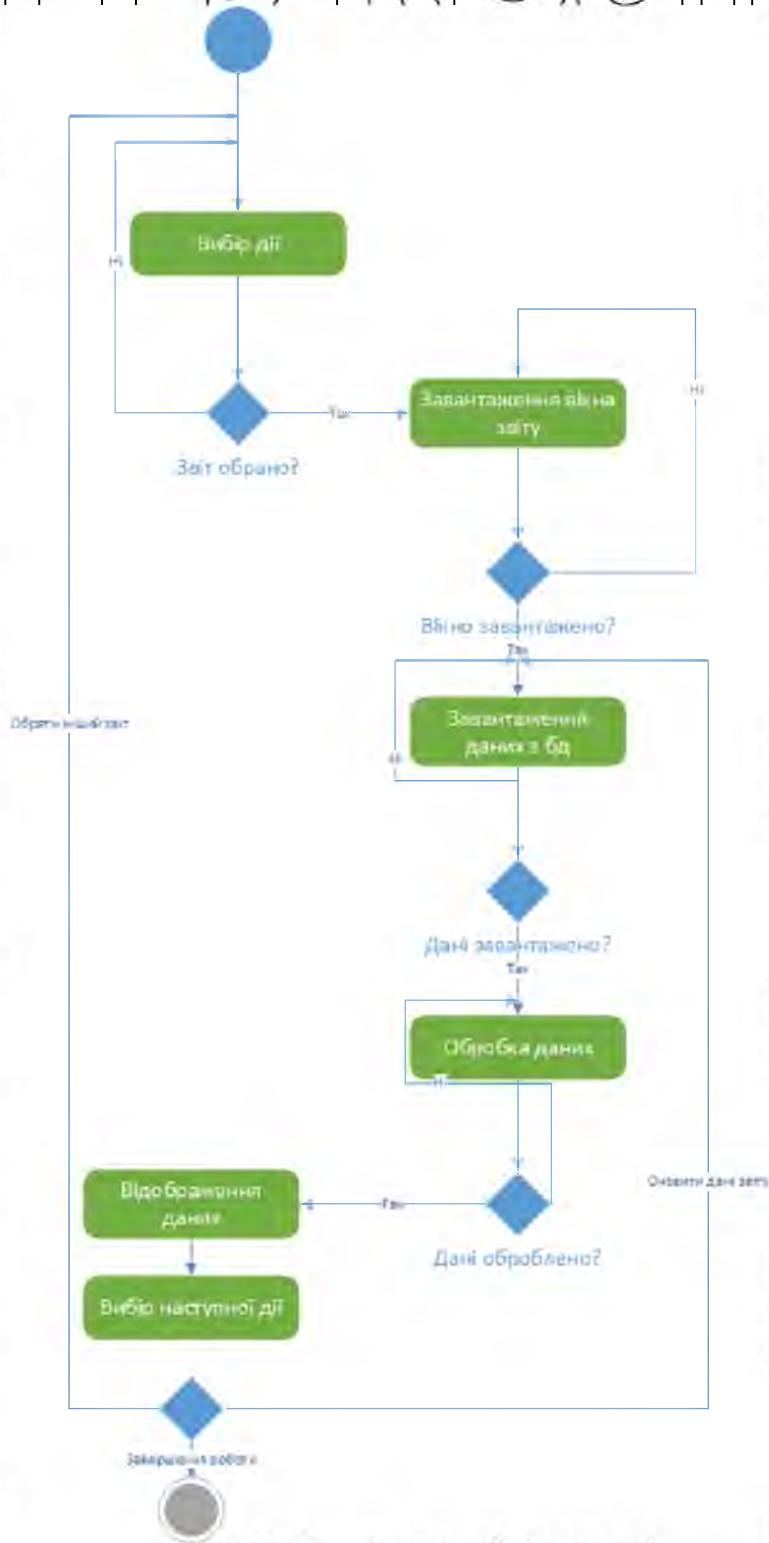 Вибір дії
Ні
Так
Звіт обрано?
Завантаження вікна
звіту
Ні
Вікно завантажено?
Так
Обрати інший звіт
Завантаження
даних з бд
Ні
Дані завантажено?
Так
Обробка даних
Ні
Відображення
даних
Так
Оновити дані звіту
Дані оброблено?
Вибір наступної дії
Завершення роботи